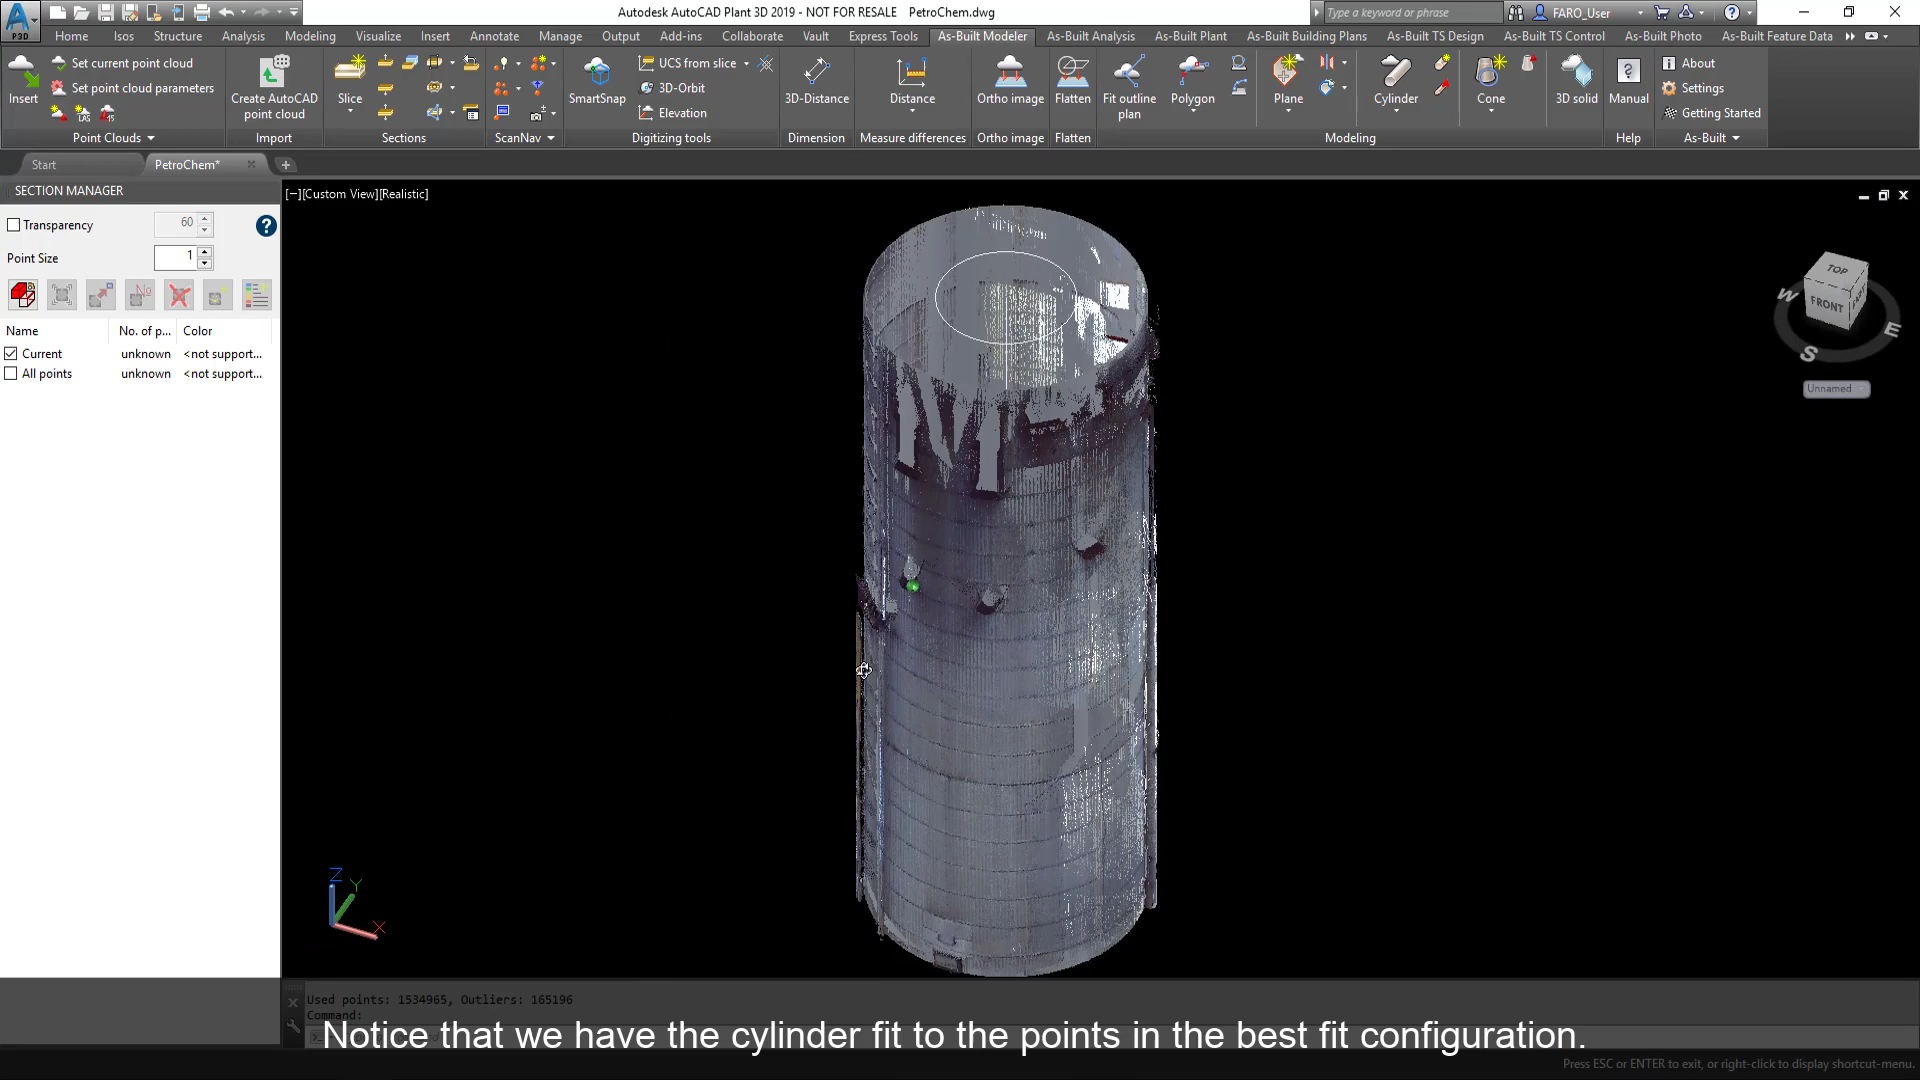 Autodesk AutoCAD Plant 3D 2019 - NOT FOR RESALE PetroChem.dwg
Type a keyword or phrase
FARO_User
P3D
Home Isos Structure Analysis Modeling Visualize Insert Annotate Manage Output Add-ins Collaborate Vault Express Tools As-Built Modeler As-Built Analysis As-Built Plant As-Built Building Plans As-Built TS Design As-Built TS Control As-Built Photo As-Built Feature Data
Insert
Set current point cloud
Set point cloud parameters
Point Clouds
Create AutoCAD point cloud
Import
Slice
Sections
ScanNav
SmartSnap
UCS from slice
3D-Orbit
Elevation
Digitizing tools
3D-Distance
Dimension
Distance
Measure differences
Ortho image
Ortho image
Flatten
Flatten
Fit outline plan
Polygon
Plane
Cylinder
Cone
3D solid
Modeling
Manual
Help
About
Settings
Getting Started
As-Built
Start
PetroChem*
SECTION MANAGER
Transparency 60
Point Size 1
Name No. of p... Color
Current unknown <not support...
All points unknown <not support...
[−][Custom View][Realistic]
TOP
FRONT
W
S
E
Unnamed
Z
Y
X
Used points: 1534965, Outliers: 165196
Command:
Notice that we have the cylinder fit to the points in the best fit configuration.
Press ESC or ENTER to exit, or right-click to display shortcut-menu.